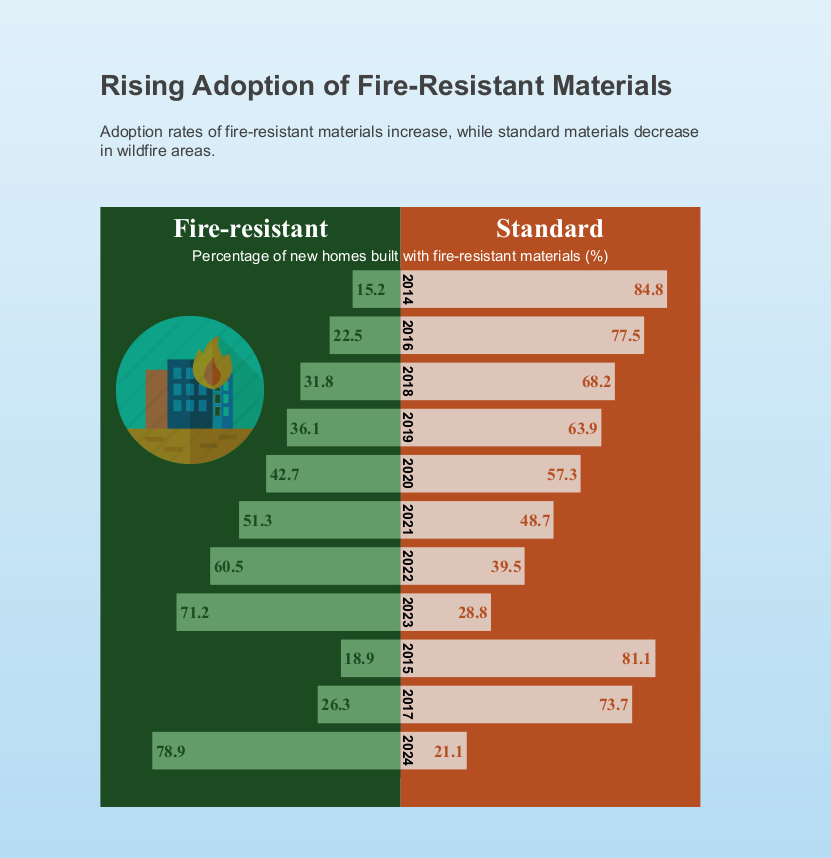 Rising Adoption of Fire-Resistant Materials
Adoption rates of fire-resistant materials increase, while standard materials decrease
in wildfire areas.
Fire-resistant Standard
Percentage of new homes built with fire-resistant materials (%)
15.2 2014 84.8
22.5 2016 77.5
31.8 2018 68.2
36.1 2019 63.9
42.7 2020 57.3
51.3 2021 48.7
60.5 2022 39.5
71.2 2023 28.8
18.9 2015 81.1
26.3 2017 73.7
78.9 2024 21.1